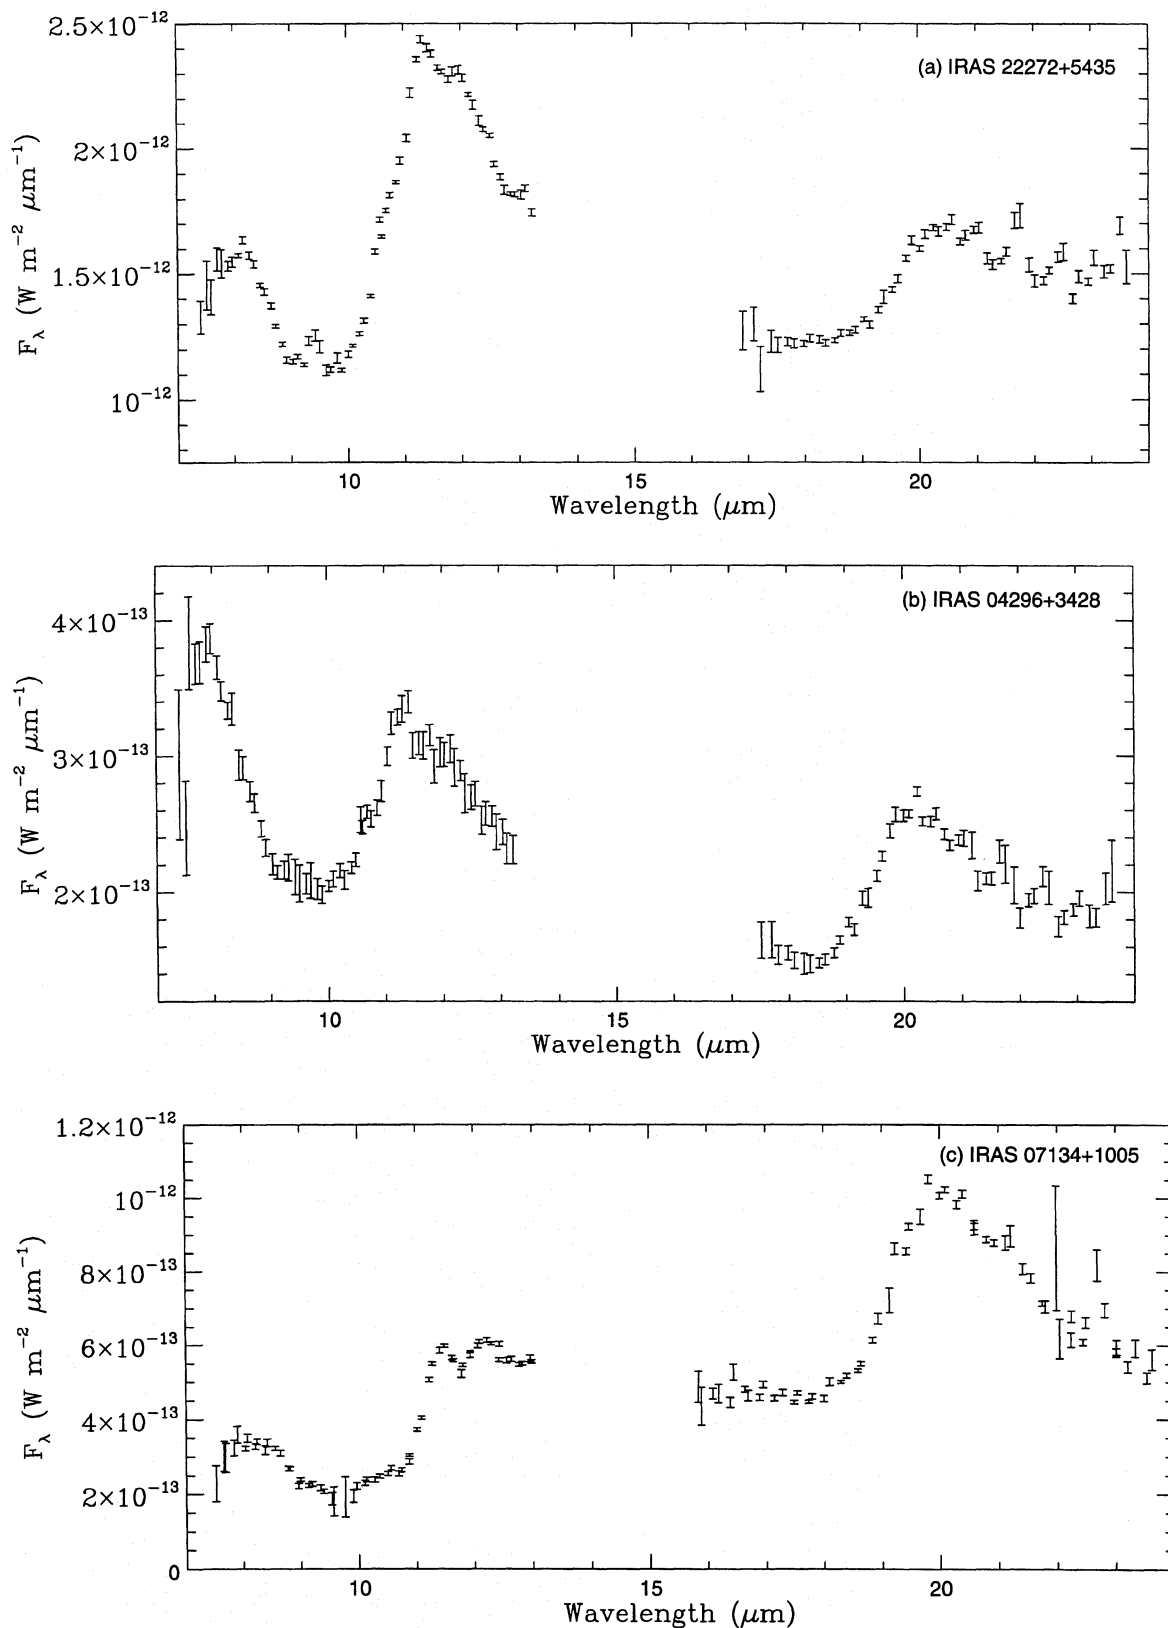 2.5×10⁻¹²
(a) IRAS 22272+5435
2×10⁻¹²
1.5×10⁻¹²
10⁻¹²
F_λ (W m⁻² μm⁻¹)
10 15 20
Wavelength (μm)
(b) IRAS 04296+3428
4×10⁻¹³
3×10⁻¹³
2×10⁻¹³
F_λ (W m⁻² μm⁻¹)
10 15 20
Wavelength (μm)
1.2×10⁻¹²
(c) IRAS 07134+1005
10⁻¹²
8×10⁻¹³
6×10⁻¹³
4×10⁻¹³
2×10⁻¹³
0
F_λ (W m⁻² μm⁻¹)
10 15 20
Wavelength (μm)